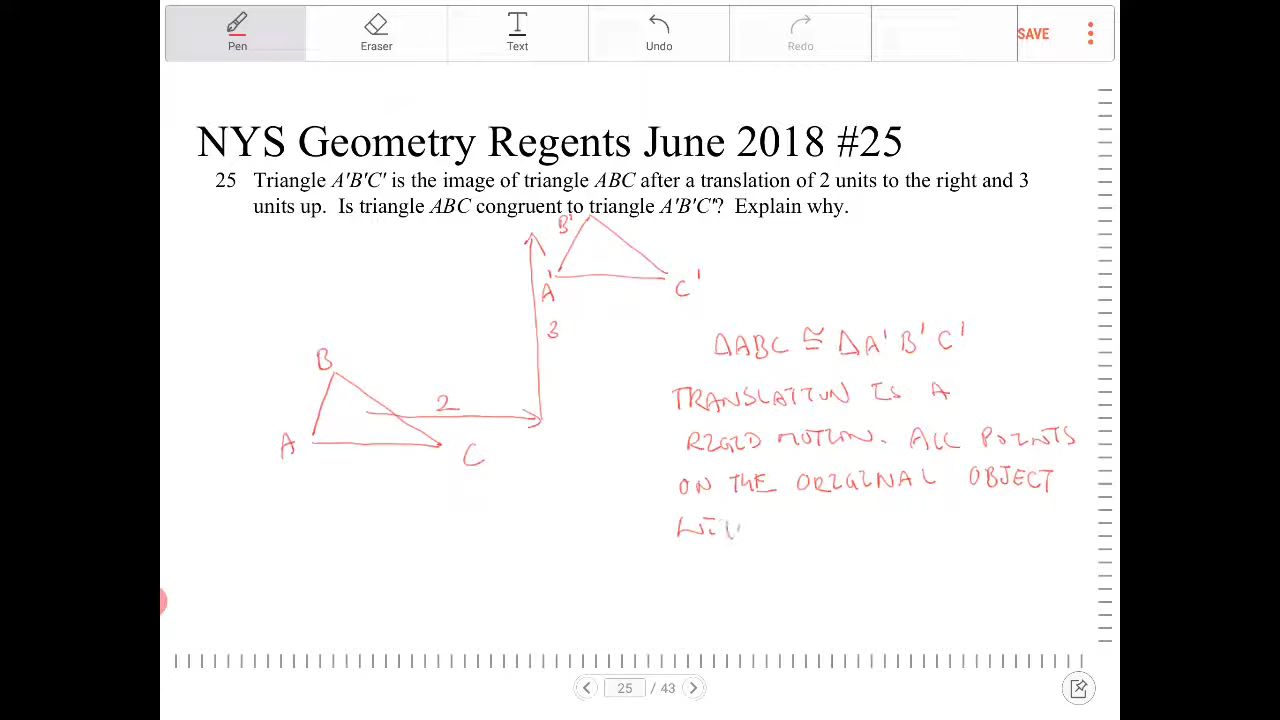 Pen
Eraser
Text
Undo
Redo
SAVE
NYS Geometry Regents June 2018 #25
25 Triangle A'B'C' is the image of triangle ABC after a translation of 2 units to the right and 3
units up. Is triangle ABC congruent to triangle A'B'C'? Explain why.
B'
A'
C'
3
B
2
A
C
ΔABC ≅ ΔA'B'C'
TRANSLATION IS A
RIGID MOTION. ALL POINTS
ON THE ORIGINAL OBJECT
25 / 43